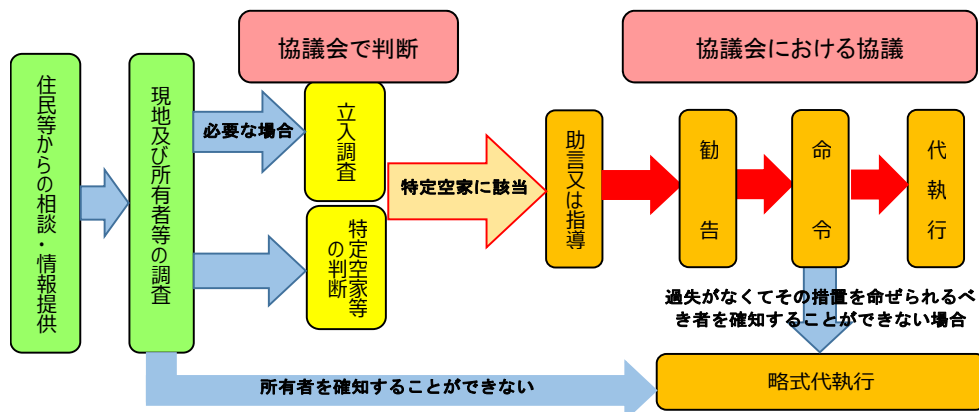 協議会で判断
協議会における協議
住民等からの相談・情報提供
現地及び所有者等の調査
必要な場合
立入調査
特定空家等
の判断
特定空家に該当
助言又は指導
勧告
命令
代執行
過失がなくてその措置を命ぜられるべ
き者を確知することができない場合
所有者を確知することができない
略式代執行